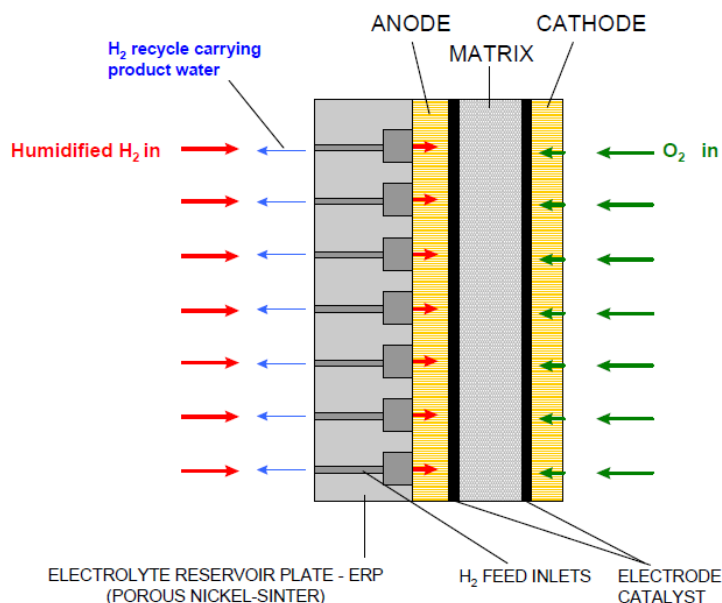 ANODE
CATHODE
MATRIX
H₂ recycle carrying
product water
Humidified H₂ in
O₂ in
ELECTROLYTE RESERVOIR PLATE - ERP
(POROUS NICKEL-SINTER)
H₂ FEED INLETS
ELECTRODE
CATALYST